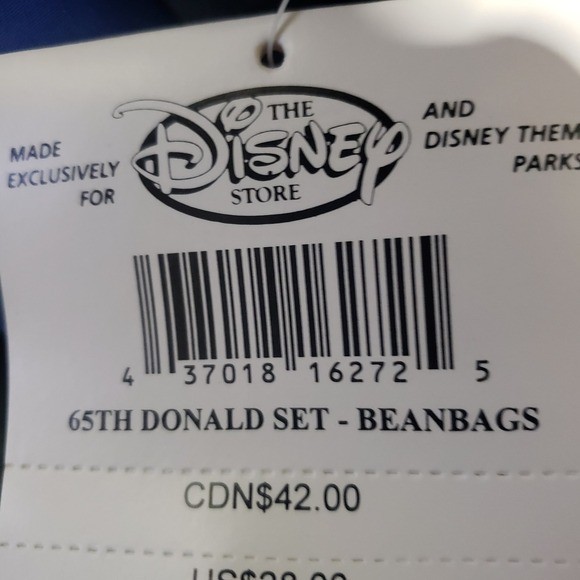 MADE
EXCLUSIVELY
FOR
THE
Disney
STORE
AND
DISNEY THEM
PARKS
4 37018 16272 5
65TH DONALD SET - BEANBAGS
CDN$42.00